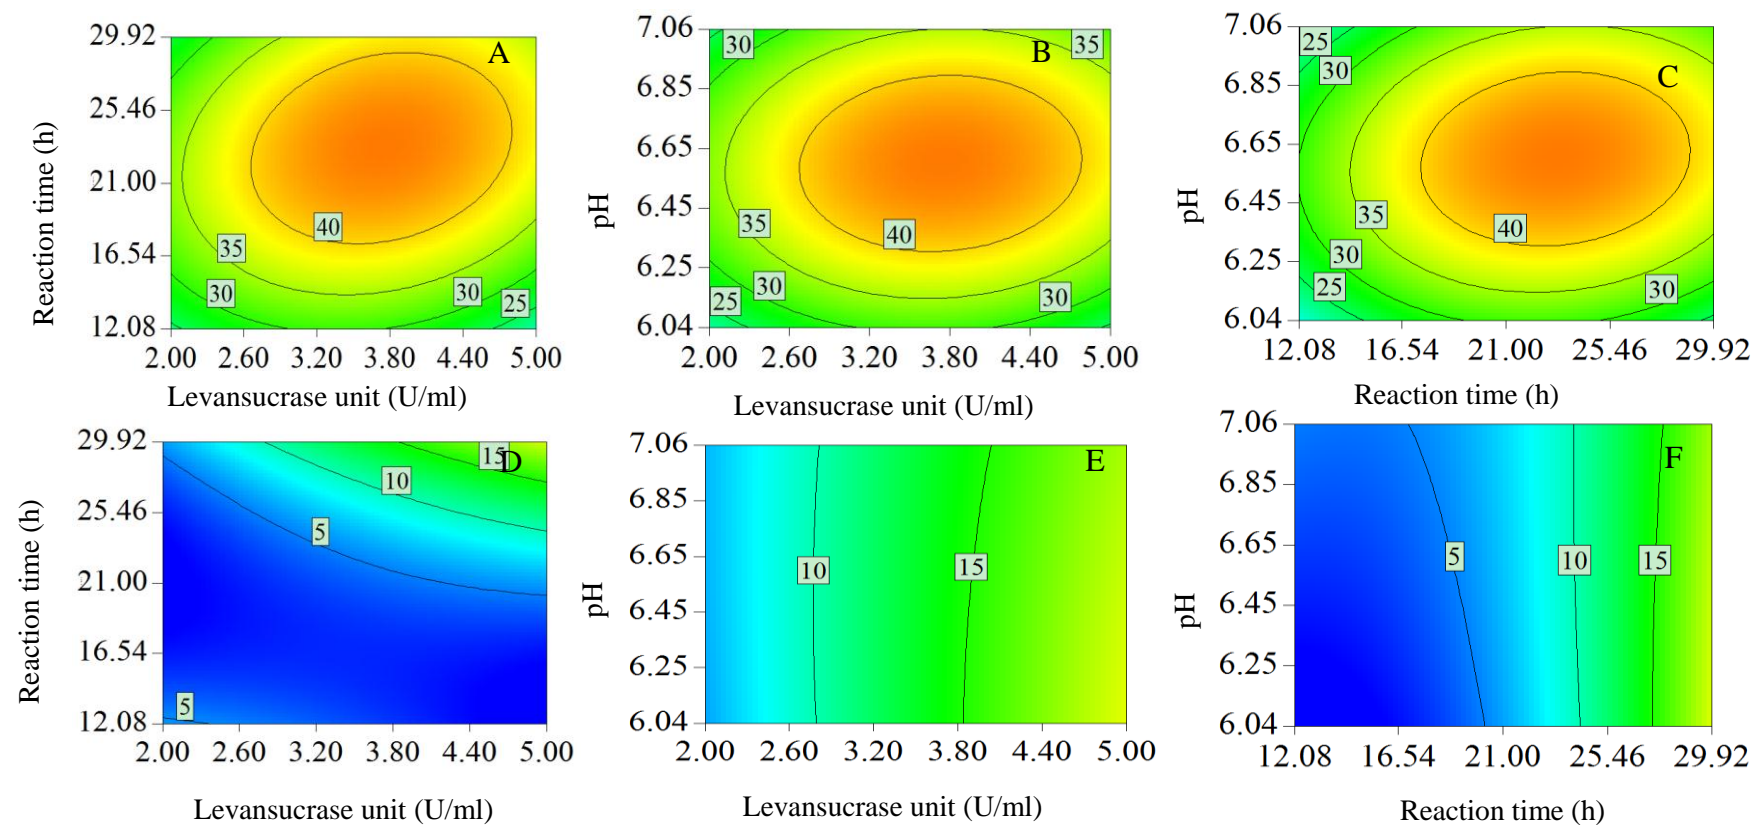 A
29.92
25.46
21.00
16.54
12.08
Reaction time (h)
40
35
30
30
25
2.00 2.60 3.20 3.80 4.40 5.00
Levansucrase unit (U/ml)
B
7.06
6.85
6.65
6.45
6.25
6.04
pH
30
35
35
40
30
25
30
2.00 2.60 3.20 3.80 4.40 5.00
Levansucrase unit (U/ml)
C
7.06
6.85
6.65
6.45
6.25
6.04
pH
25
30
35
40
30
25
30
12.08 16.54 21.00 25.46 29.92
Reaction time (h)
D
29.92
25.46
21.00
16.54
12.08
Reaction time (h)
15
10
5
5
2.00 2.60 3.20 3.80 4.40 5.00
Levansucrase unit (U/ml)
E
7.06
6.85
6.65
6.45
6.25
6.04
pH
10
15
2.00 2.60 3.20 3.80 4.40 5.00
Levansucrase unit (U/ml)
F
7.06
6.85
6.65
6.45
6.25
6.04
pH
5
10
15
12.08 16.54 21.00 25.46 29.92
Reaction time (h)